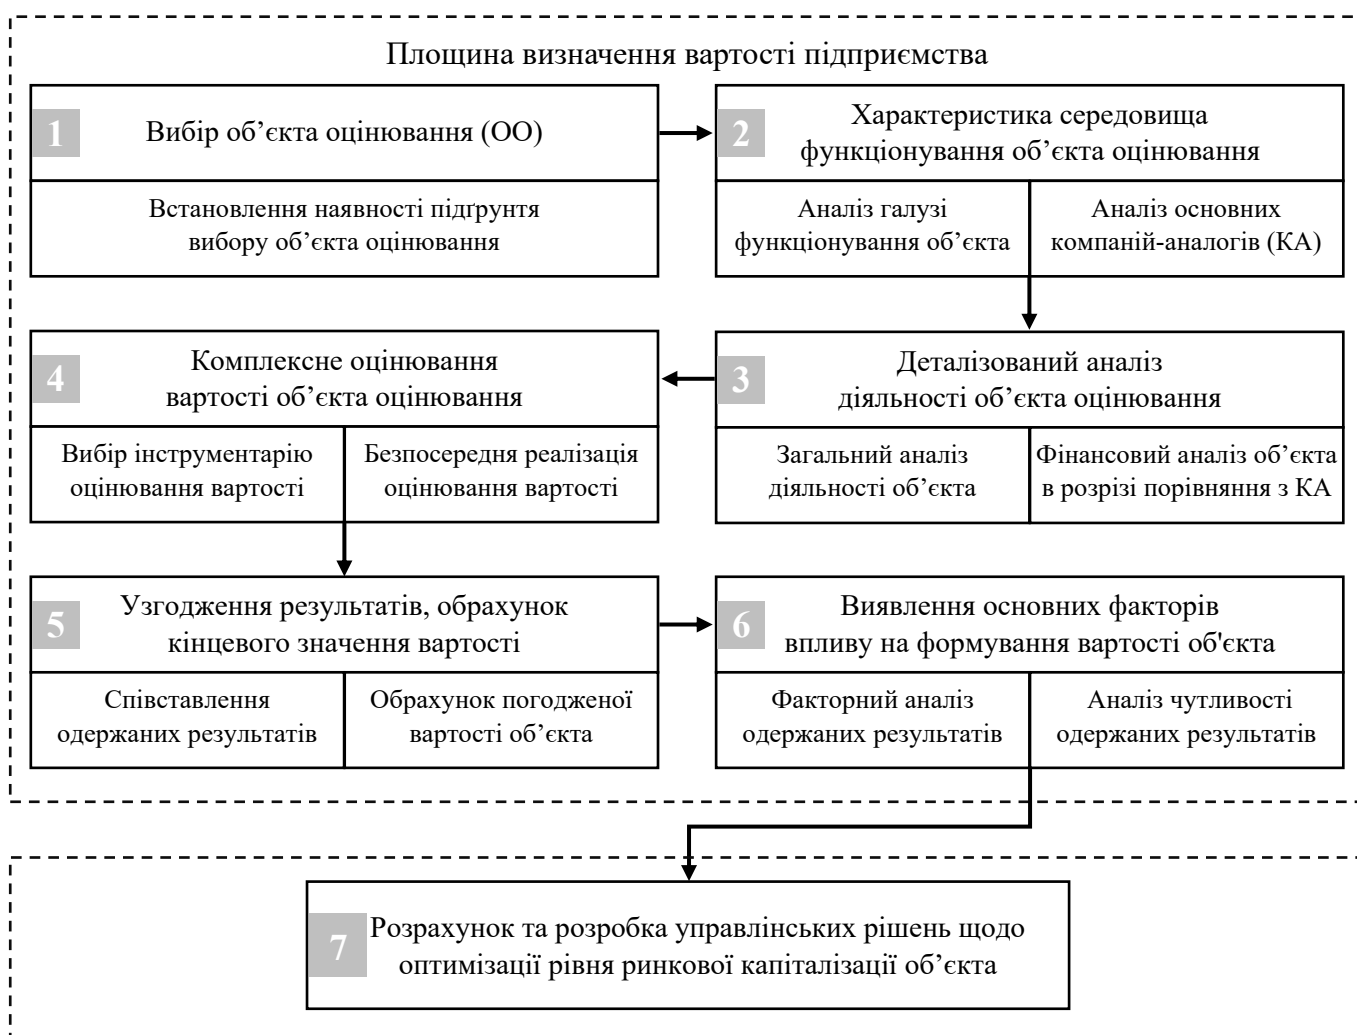 Площина визначення вартості підприємства
1
Вибір об’єкта оцінювання (ОО)
Встановлення наявності підґрунтя
вибору об’єкта оцінювання
2
Характеристика середовища
функціонування об’єкта оцінювання
Аналіз галузі
функціонування об’єкта
Аналіз основних
компаній-аналогів (КА)
4
Комплексне оцінювання
вартості об’єкта оцінювання
Вибір інструментарію
оцінювання вартості
Безпосередня реалізація
оцінювання вартості
3
Деталізований аналіз
діяльності об’єкта оцінювання
Загальний аналіз
діяльності об’єкта
Фінансовий аналіз об’єкта
в розрізі порівняння з КА
5
Узгодження результатів, обрахунок
кінцевого значення вартості
Співставлення
одержаних результатів
Обрахунок погодженої
вартості об’єкта
6
Виявлення основних факторів
впливу на формування вартості об'єкта
Факторний аналіз
одержаних результатів
Аналіз чутливості
одержаних результатів
7
Розрахунок та розробка управлінських рішень щодо
оптимізації рівня ринкової капіталізації об’єкта